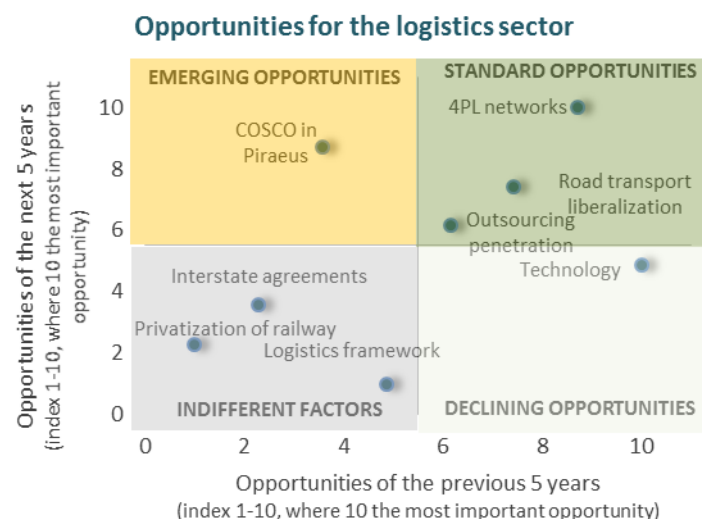 Opportunities for the logistics sector
Opportunities of the next 5 years
(index 1-10, where 10 the most important
opportunity)
EMERGING OPPORTUNITIES
STANDARD OPPORTUNITIES
10
8
6
4
2
0
4PL networks
COSCO in
Piraeus
Road transport
liberalization
Outsourcing
penetration
Technology
Interstate agreements
Privatization of railway
Logistics framework
INDIFFERENT FACTORS
DECLINING OPPORTUNITIES
0 2 4 6 8 10
Opportunities of the previous 5 years
(index 1-10, where 10 the most important opportunity)